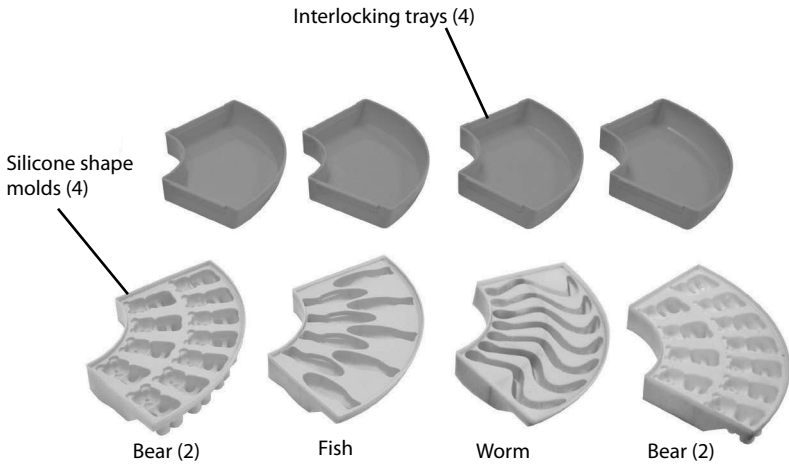 Interlocking trays (4)
Silicone shape
molds (4)
Bear (2)
Fish
Worm
Bear (2)